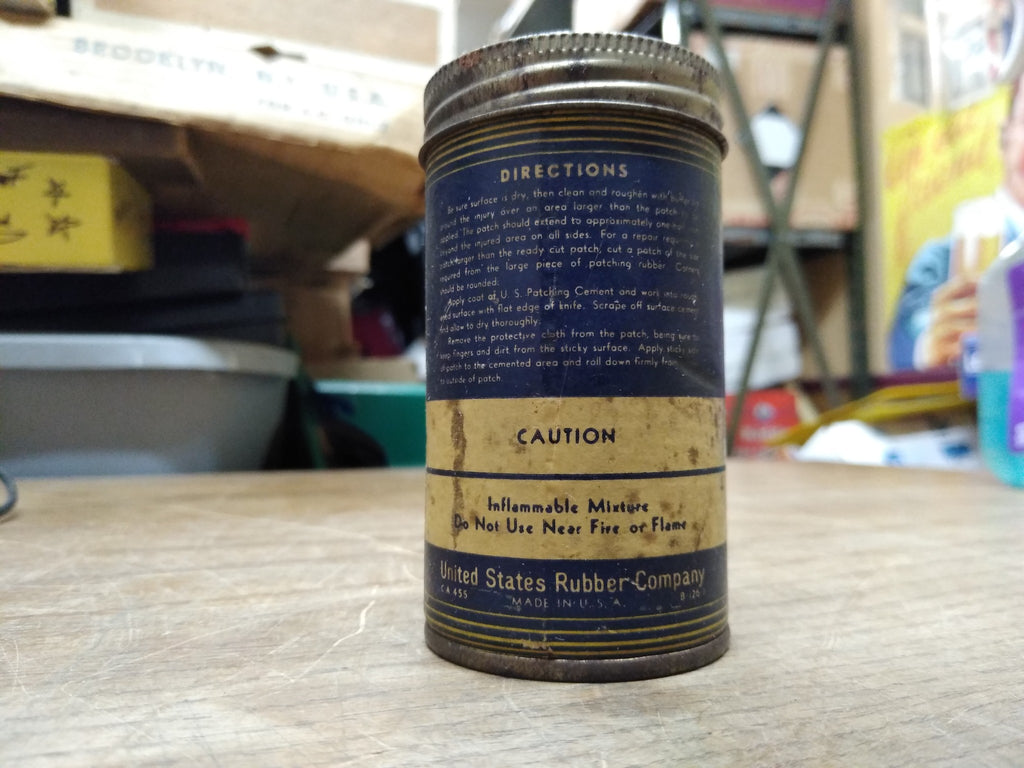 BROOKLYN, N.Y. U.S.A.
DIRECTIONS
Be sure surface is dry, then clean and roughen with buffer
around the injury over an area larger than the patch
applied. The patch should extend to approximately one
beyond the injured area on all sides. For a repair
patch larger than the ready cut patch, cut a patch of the
required from the large piece of patching rubber. Corners
should be rounded.
Apply coat of U. S. Patching Cement and work into
surface with flat edge of knife. Scrape off surface cement
and allow to dry thoroughly.
Remove the protective cloth from the patch, being sure to
keep fingers and dirt from the sticky surface. Apply sticky side
of patch to the cemented area and roll down firmly from
to outside of patch.
CAUTION
Inflammable Mixture
Do Not Use Near Fire or Flame
United States Rubber Company
CA 455 MADE IN U. S. A.